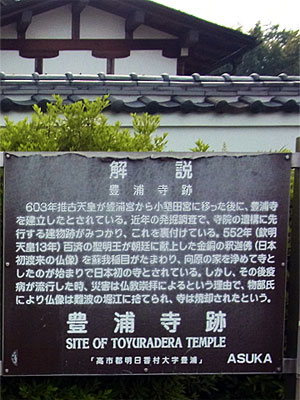 解説
豊浦寺跡
603年推古天皇が豊浦宮から小墾田宮に移った後に、豊浦寺
を建立したとされている。近年の発掘調査で、寺院の遺構に先
行する建物跡がみつかり、これを裏付けている。552年（欽明
天皇13年）百済の聖明王が朝廷に献上した金銅の釈迦佛（日本
初渡来の仏像）を蘇我稲目がたまわり、向原の家を浄めて寺と
したのが始まりで日本初の寺とされている。しかし、その後疫
病が流行した時、災害は仏教崇拝によるという理由で、物部氏
により仏像は難波の堀江に捨てられ、寺は焼却されたという。
豊浦寺跡
SITE OF TOYURADERA TEMPLE
「高市郡明日香村大字豊浦」 ASUKA